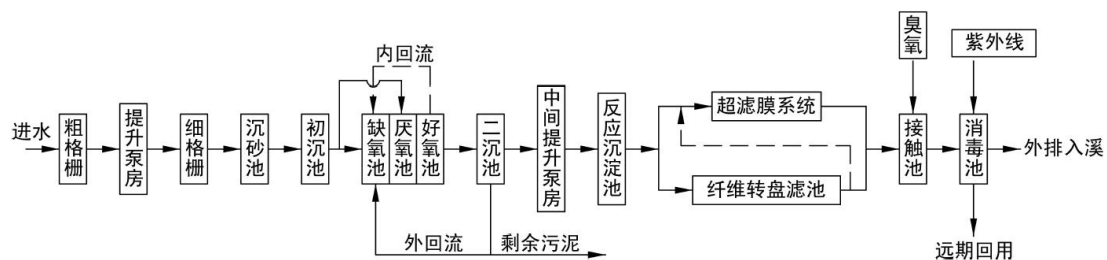 进水
粗格栅
提升泵房
细格栅
沉砂池
初沉池
内回流
缺氧池
厌氧池
好氧池
外回流
二沉池
剩余污泥
中间提升泵房
反应沉淀池
超滤膜系统
纤维转盘滤池
臭氧
接触池
紫外线
消毒池
外排入溪
远期回用